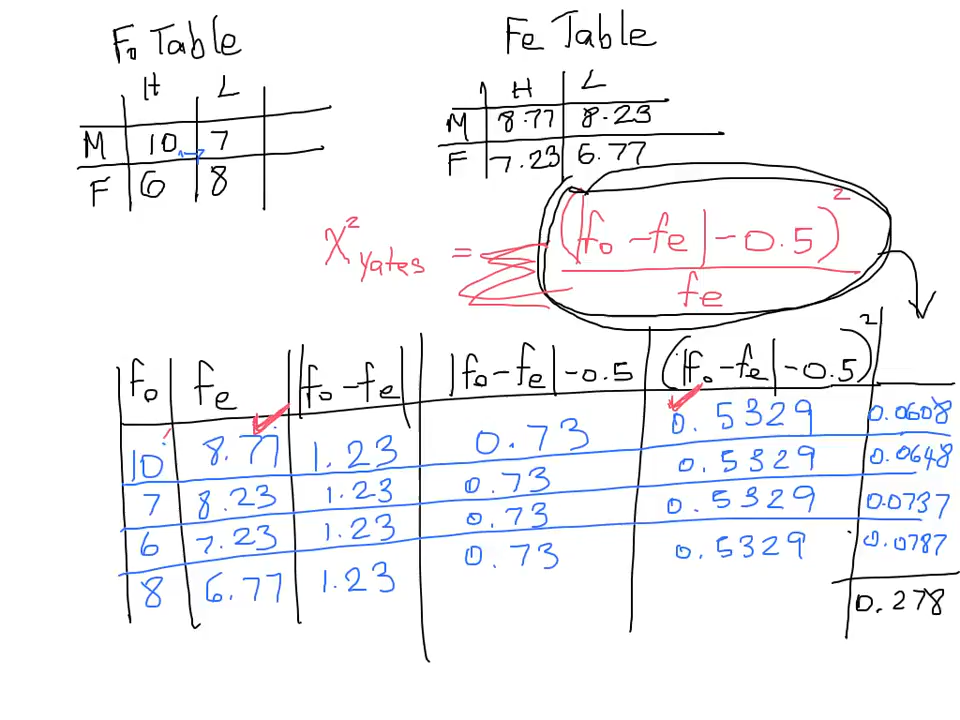 Fo Table
H L
M 10 7
F 6 8
Fe Table
H L
M 8.77 8.23
F 7.23 6.77
X² Yates = (|fo - fe| - 0.5)² / fe
fo fe |fo - fe| |fo - fe| - 0.5 (|fo - fe| - 0.5)²
10 8.77 1.23 0.73 0.5329 0.0608
7 8.23 1.23 0.73 0.5329 0.0648
6 7.23 1.23 0.73 0.5329 0.0737
8 6.77 1.23 0.73 0.5329 0.0787
0.278